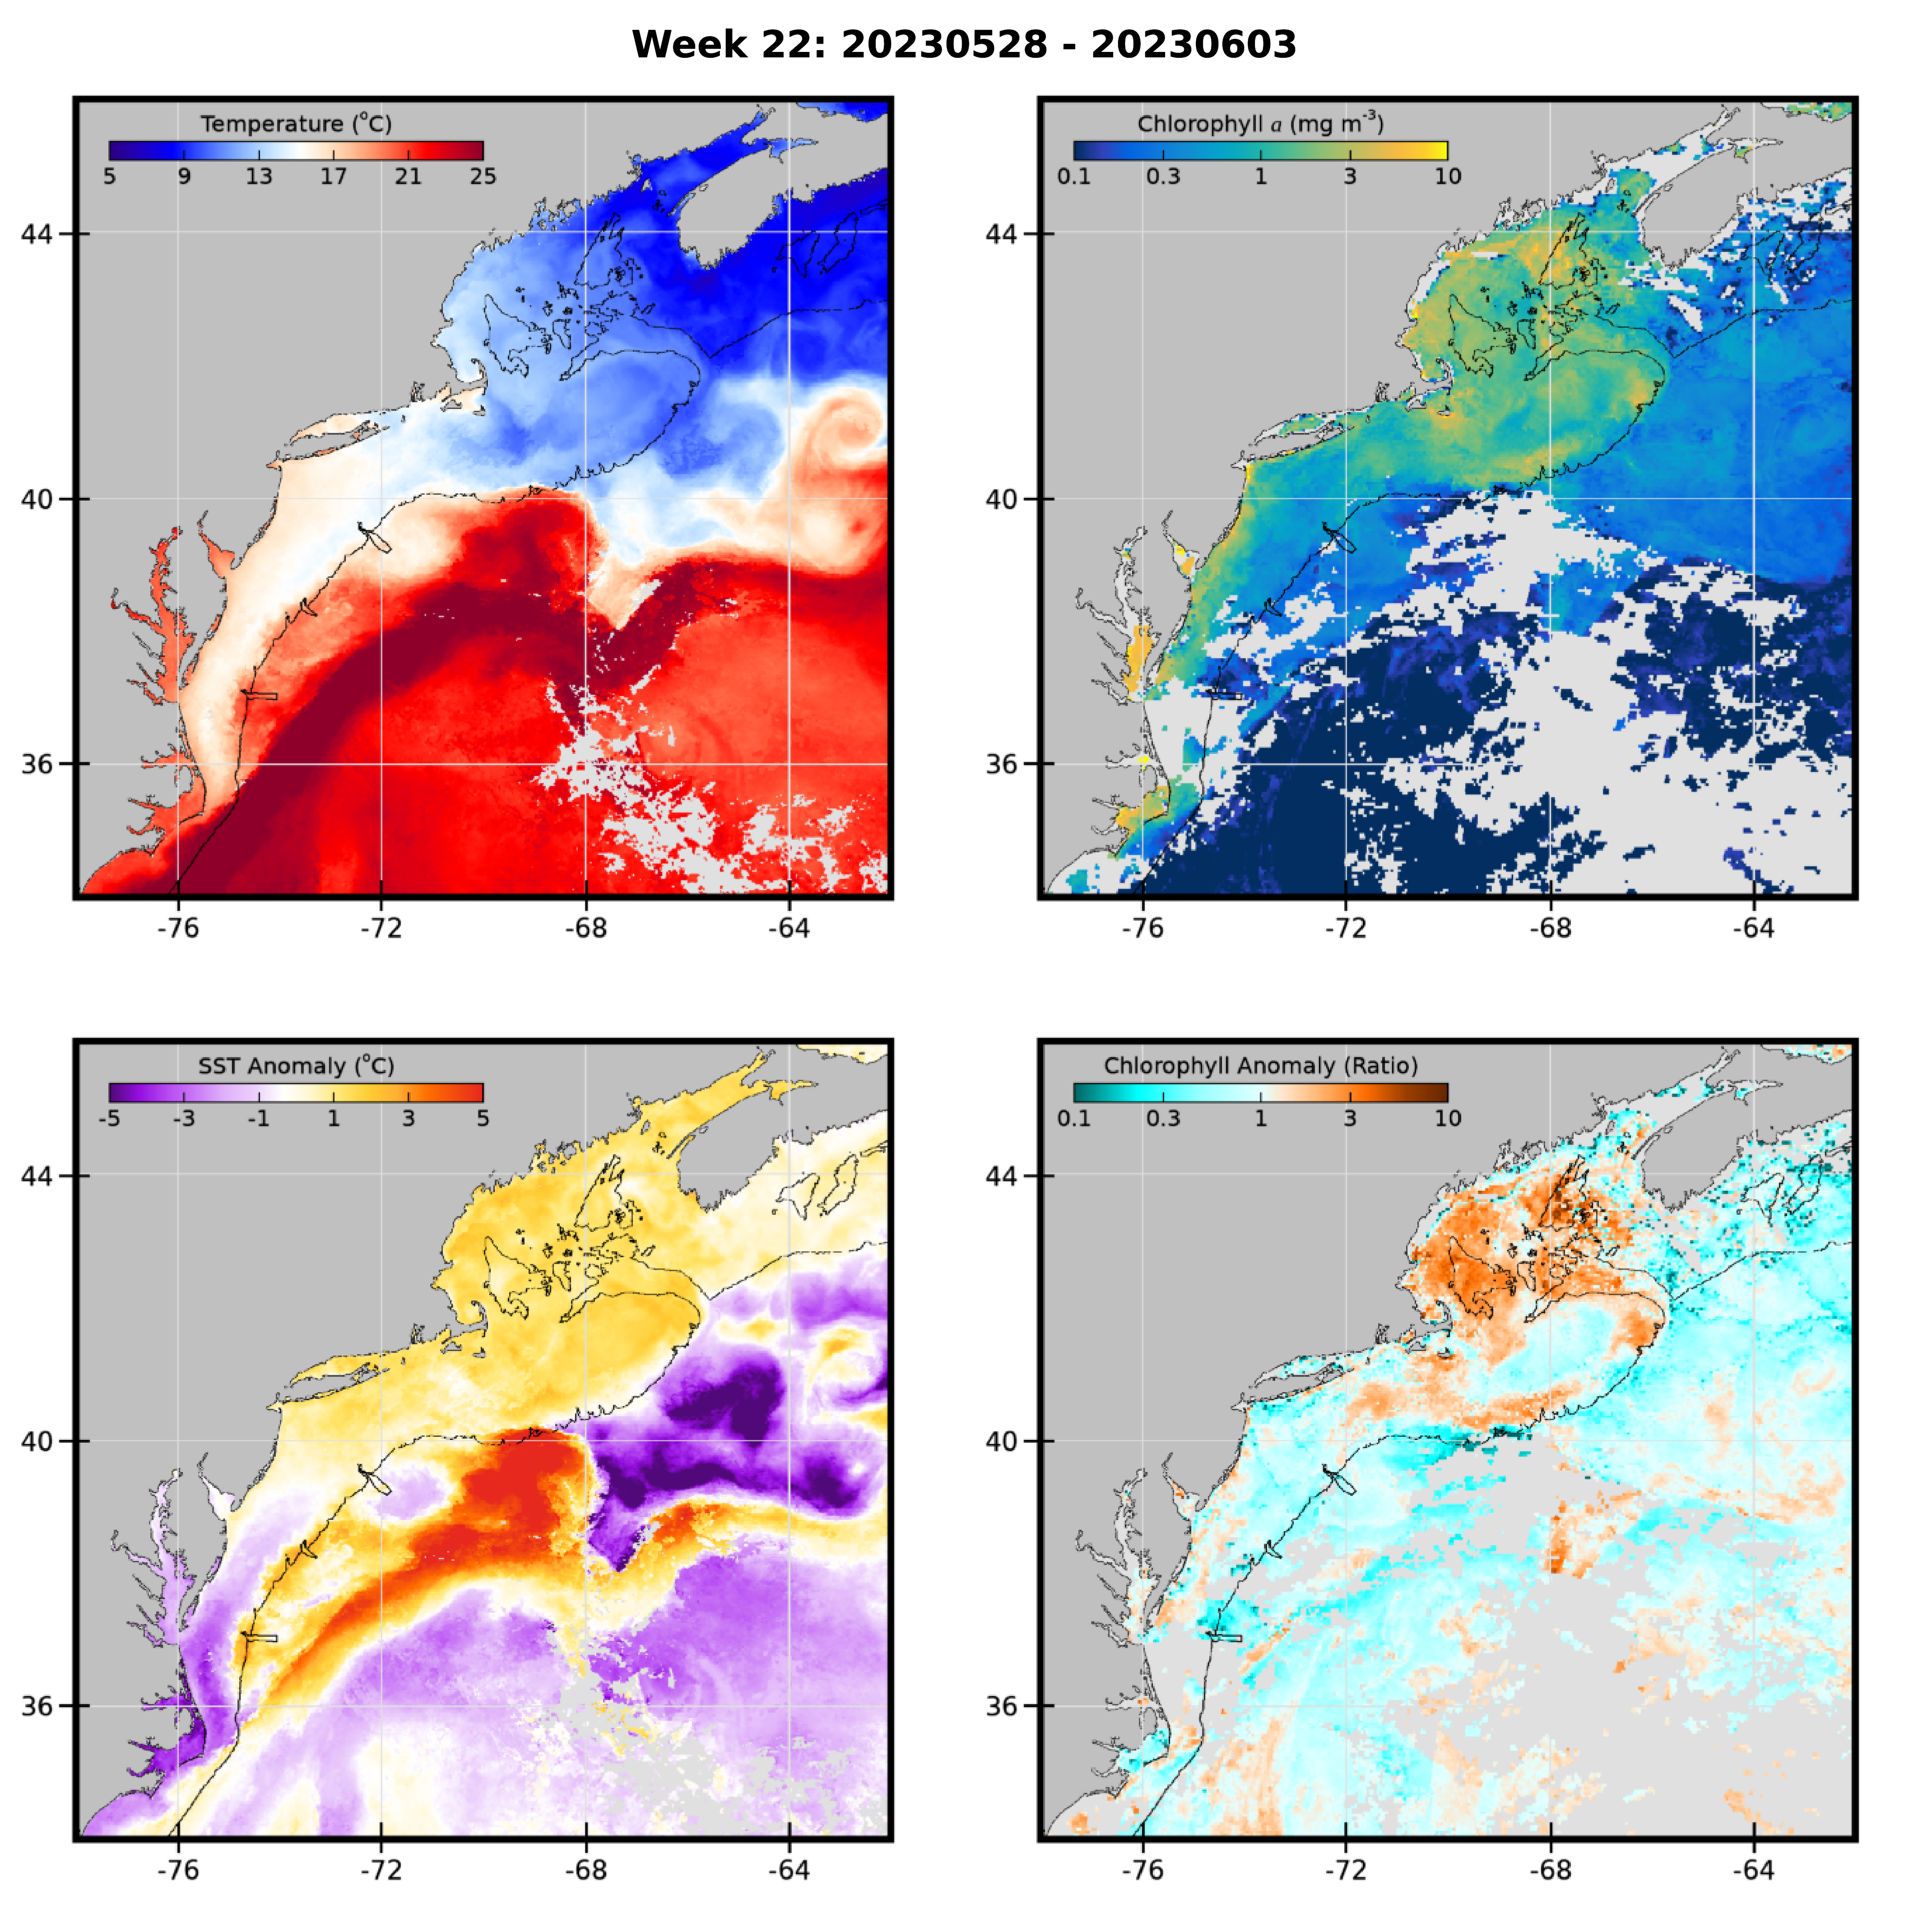 Week 22: 20230528 - 20230603
Temperature (°C)
5 9 13 17 21 25
44
40
36
-76 -72 -68 -64
Chlorophyll a (mg m⁻³)
0.1 0.3 1 3 10
44
40
36
-76 -72 -68 -64
SST Anomaly (°C)
-5 -3 -1 1 3 5
44
40
36
-76 -72 -68 -64
Chlorophyll Anomaly (Ratio)
0.1 0.3 1 3 10
44
40
36
-76 -72 -68 -64